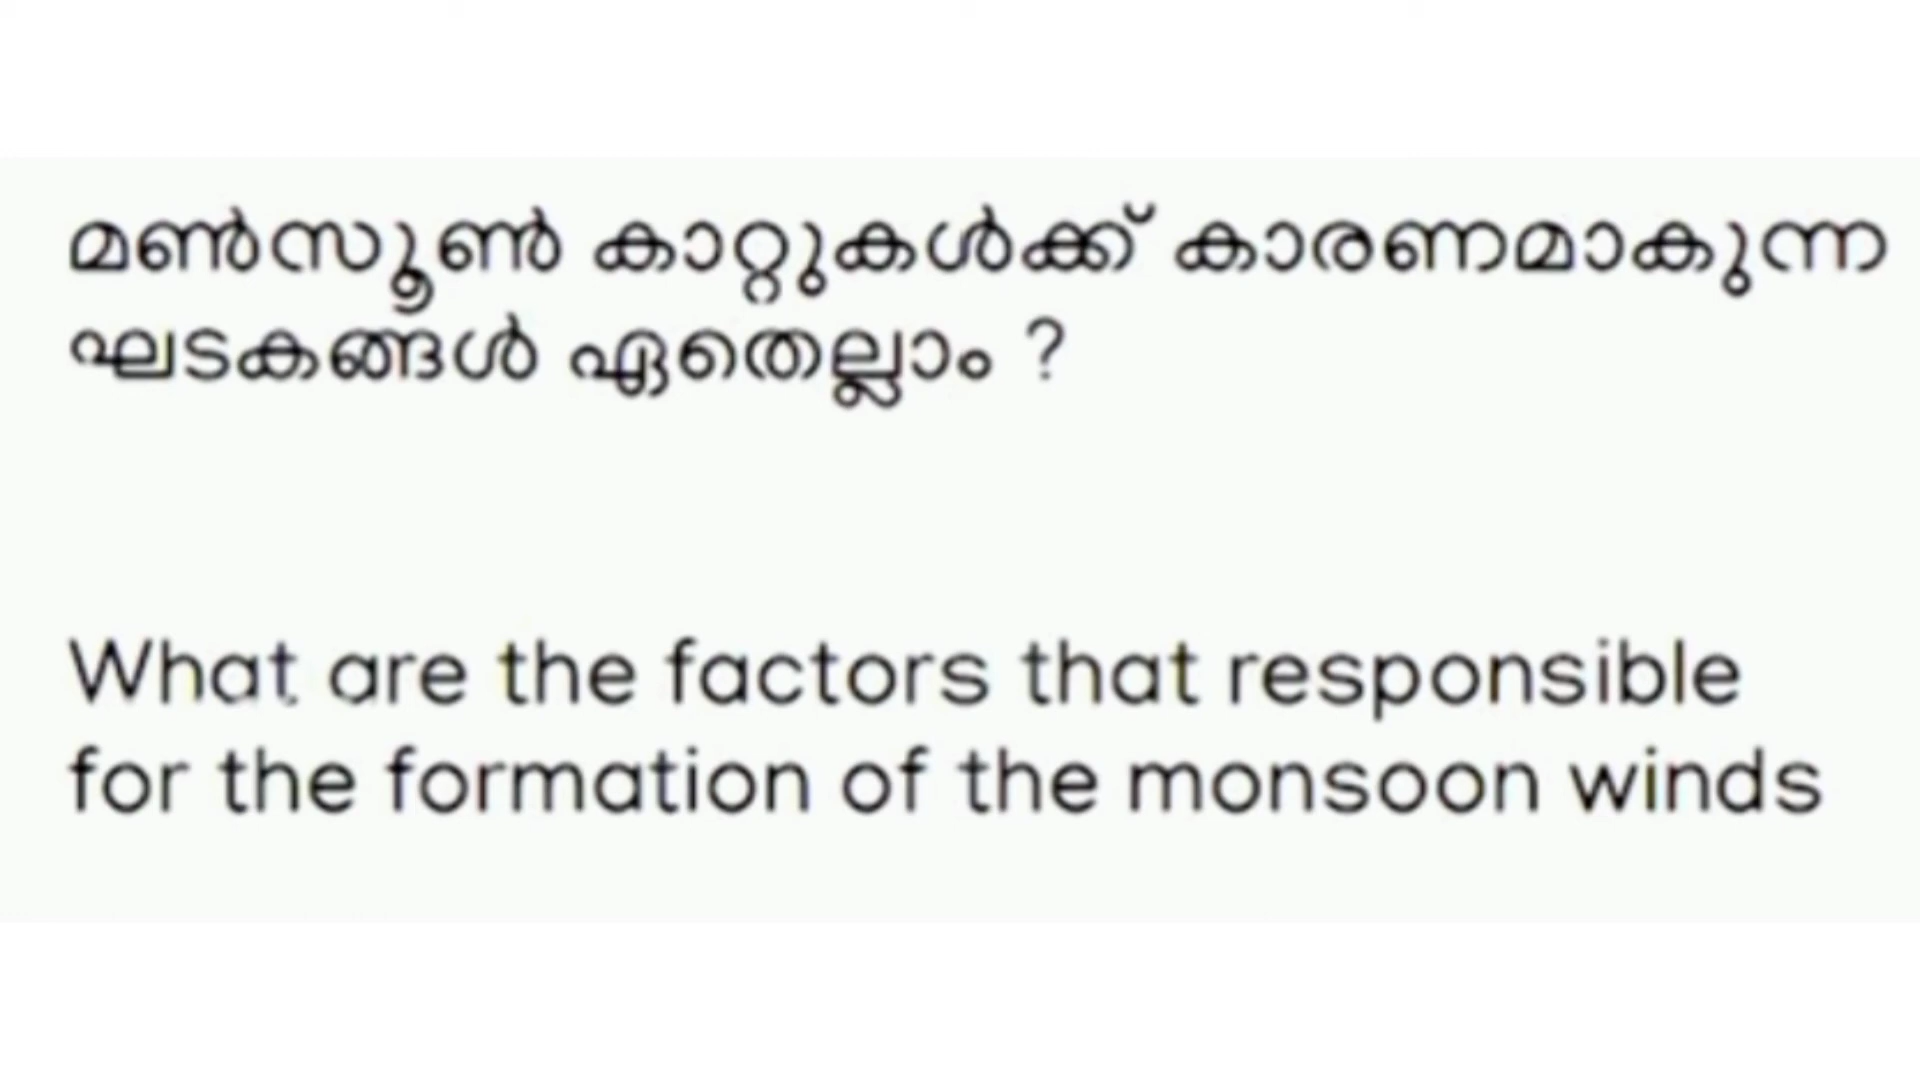 മൺസൂൺ കാറ്റുകൾക്ക് കാരണമാകുന്ന
ഘടകങ്ങൾ ഏതെല്ലാം ?
What are the factors that responsible
for the formation of the monsoon winds